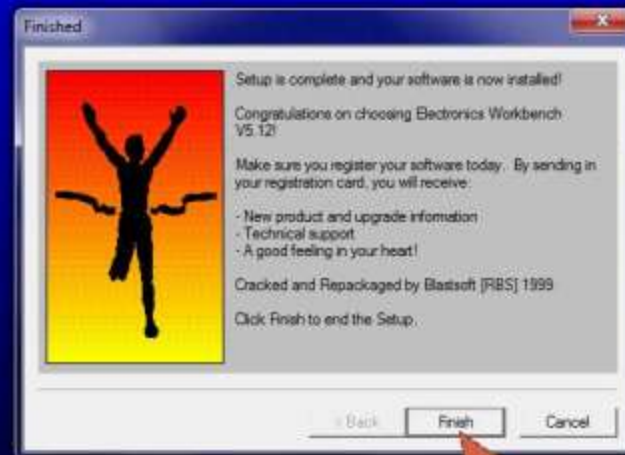 Finished
Setup is complete and your software is now installed!
Congratulations on choosing Electronics Workbench
V5.12!
Make sure you register your software today. By sending in
your registration card, you will receive:
- New product and upgrade information
- Technical support
- A good feeling in your heart!
Cracked and Repackaged by Blastsoft [RBS] 1999
Click Finish to end the Setup.
< Back
Finish
Cancel